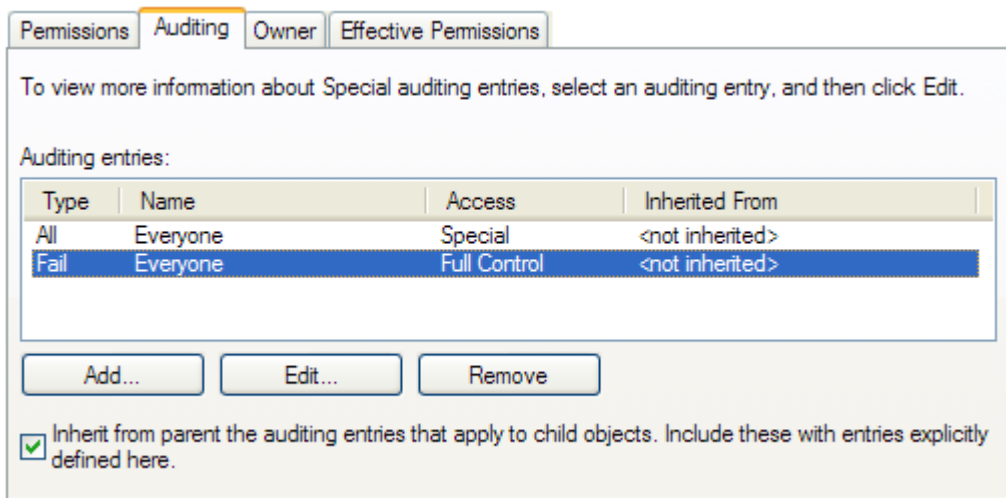 Permissions Auditing Owner Effective Permissions
To view more information about Special auditing entries, select an auditing entry, and then click Edit.
Auditing entries:
Type Name Access Inherited From
All Everyone Special <not inherited>
Fail Everyone Full Control <not inherited>
Add... Edit... Remove
Inherit from parent the auditing entries that apply to child objects. Include these with entries explicitly
defined here.